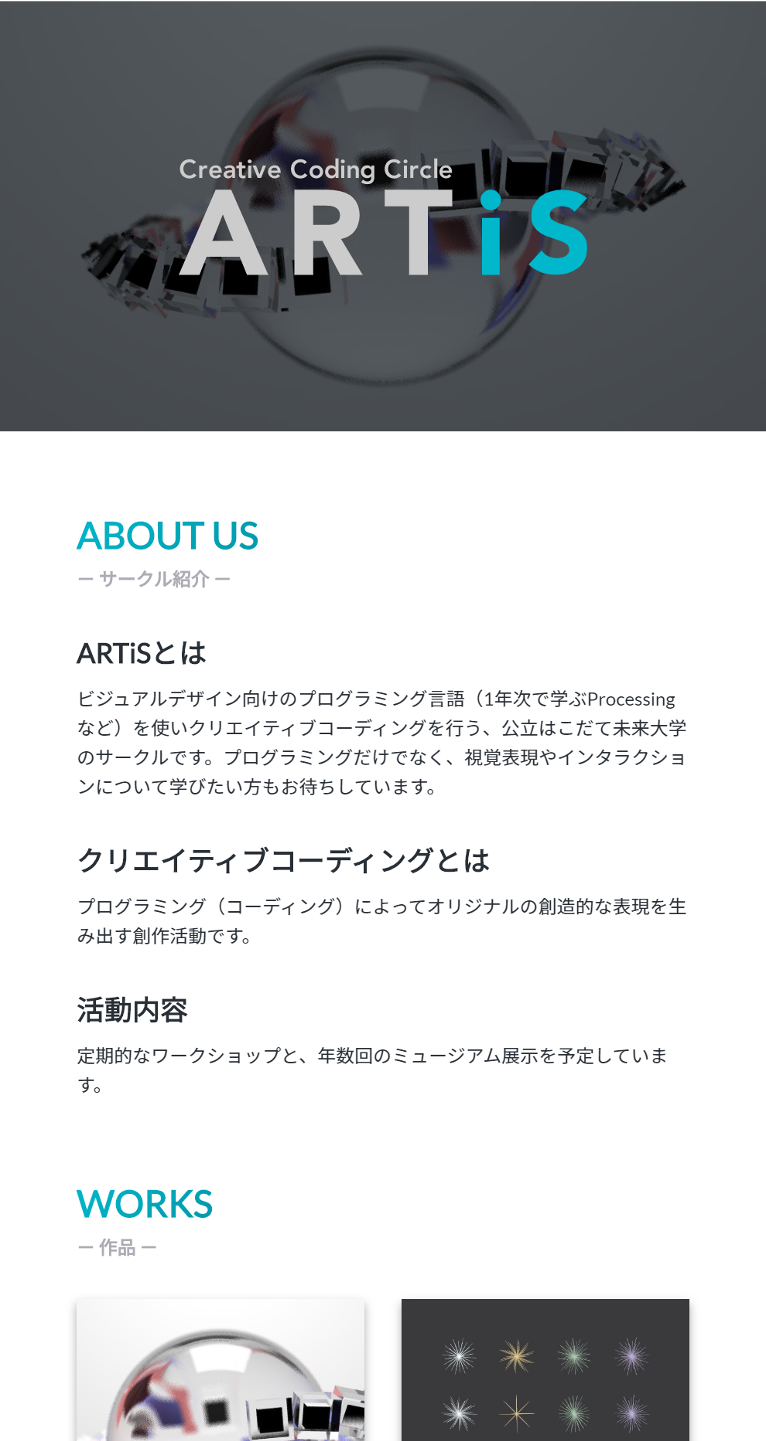 Creative Coding Circle
ARTiS
ABOUT US
ー サークル紹介 ー
ARTiSとは
ビジュアルデザイン向けのプログラミング言語（1年次で学ぶProcessing
など）を使いクリエイティブコーディングを行う、公立はこだて未来大学
のサークルです。プログラミングだけでなく、視覚表現やインタラクショ
ンについて学びたい方もお待ちしています。
クリエイティブコーディングとは
プログラミング（コーディング）によってオリジナルの創造的な表現を生
み出す創作活動です。
活動内容
定期的なワークショップと、年数回のミュージアム展示を予定していま
す。
WORKS
ー 作品 ー